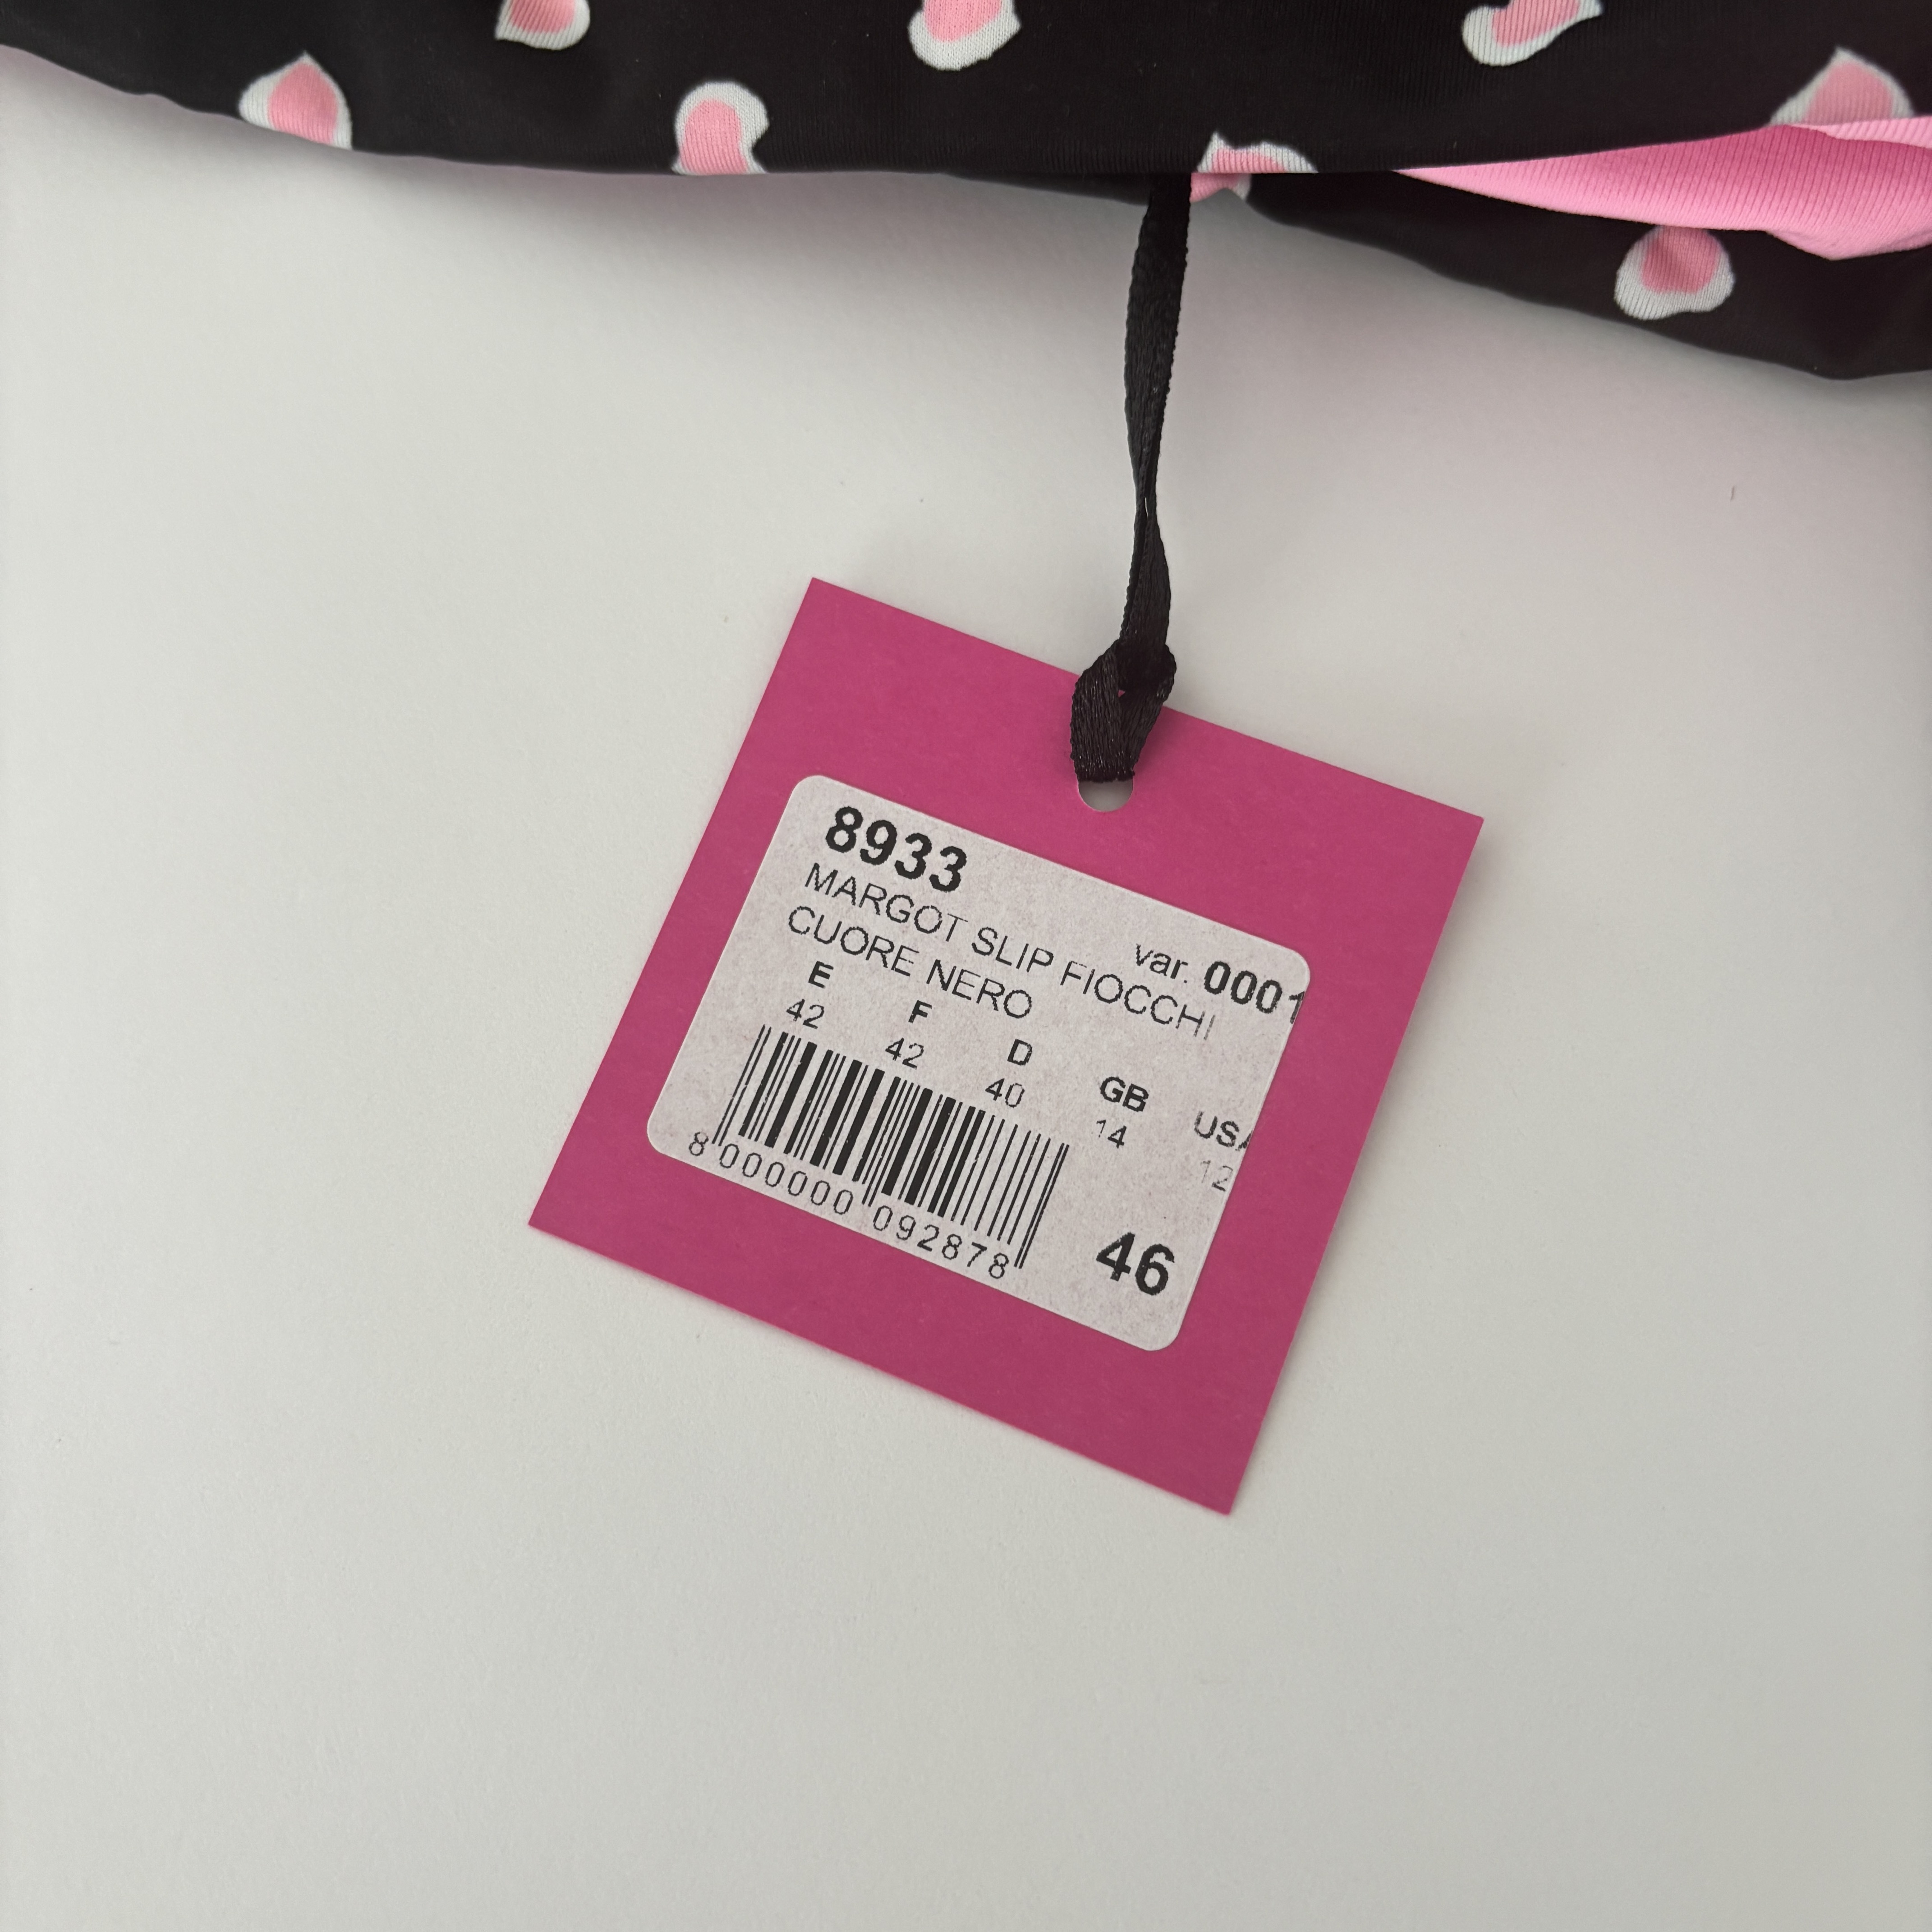 8933
var. 0001
MARGOT SLIP FIOCCHI
CUORE NERO
E F D GB USA
42 42 40 14 12
8 000000 092878
46